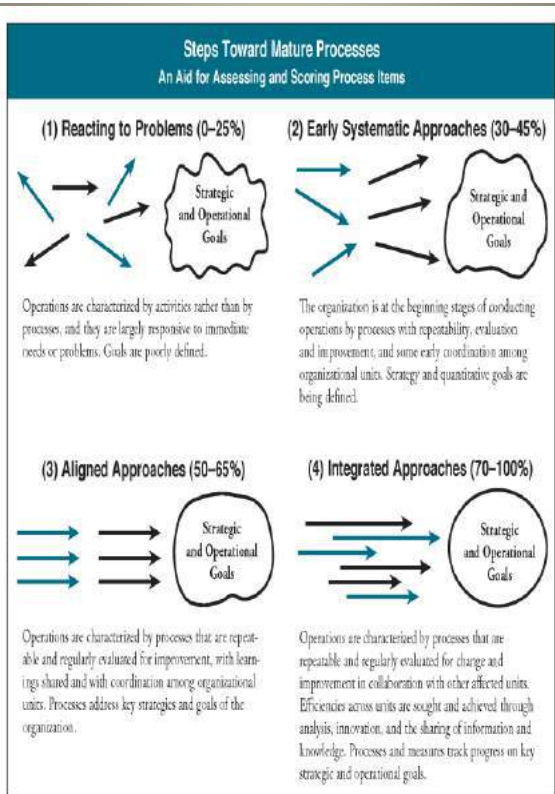 Steps Toward Mature Processes
An Aid for Assessing and Scoring Process Items
(1) Reacting to Problems (0–25%)
Strategic
and Operational
Goals
Operations are characterized by activities rather than by
processes, and they are largely responsive to immediate
needs or problems. Goals are poorly defined.
(2) Early Systematic Approaches (30–45%)
Strategic and
Operational
Goals
The organization is at the beginning stages of conducting
operations by processes with repeatability, evaluation
and improvement, and some early coordination among
organizational units. Strategy and quantitative goals are
being defined.
(3) Aligned Approaches (50–65%)
Strategic
and Operational
Goals
Operations are characterized by processes that are repeat-
able and regularly evaluated for improvement, with learn-
ings shared and with coordination among organizational
units. Processes address key strategies and goals of the
organization.
(4) Integrated Approaches (70–100%)
Strategic
and Operational
Goals
Operations are characterized by processes that are
repeatable and regularly evaluated for change and
improvement in collaboration with other affected units.
Efficiencies across units are sought and achieved through
analysis, innovation, and the sharing of information and
knowledge. Processes and measures track progress on key
strategic and operational goals.